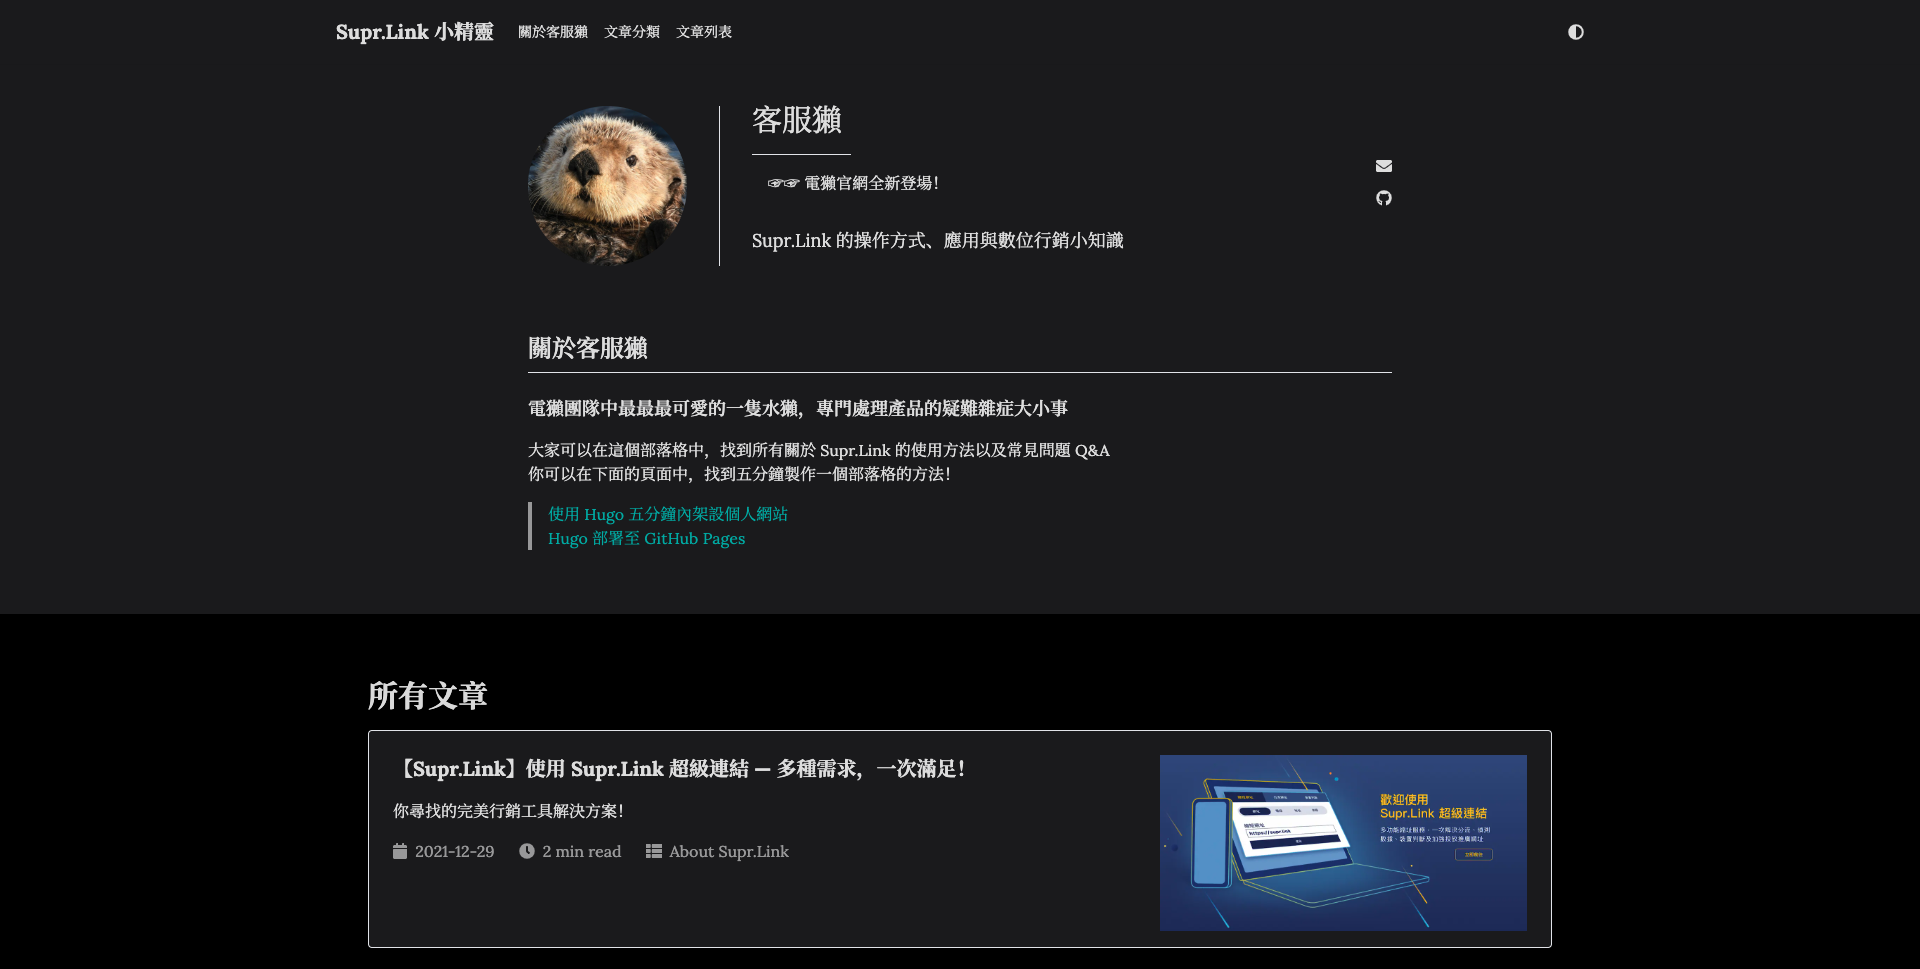 Supr.Link 小精靈 關於客服獺 文章分類 文章列表
客服獺
☞☞ 電獺官網全新登場！
Supr.Link 的操作方式、應用與數位行銷小知識
關於客服獺
電獺團隊中最最最可愛的一隻水獺，專門處理產品的疑難雜症大小事
大家可以在這個部落格中，找到所有關於 Supr.Link 的使用方法以及常見問題 Q&A
你可以在下面的頁面中，找到五分鐘製作一個部落格的方法！
使用 Hugo 五分鐘內架設個人網站
Hugo 部署至 GitHub Pages
所有文章
【Supr.Link】使用 Supr.Link 超級連結 — 多種需求，一次滿足！
你尋找的完美行銷工具解決方案！
2021-12-29 2 min read About Supr.Link
歡迎使用
Supr.Link 超級連結
https://supr.link